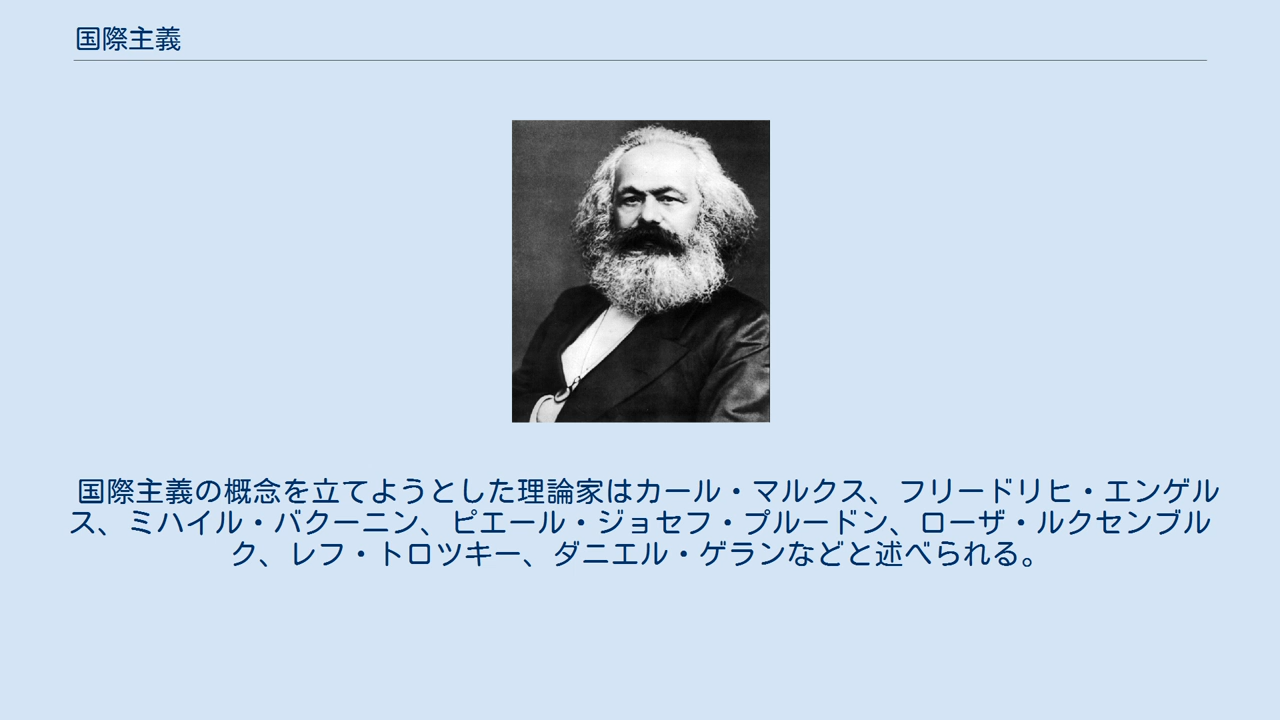 国際主義
国際主義の概念を立てようとした理論家はカール・マルクス、フリードリヒ・エンゲル
ス、ミハイル・バクーニン、ピエール・ジョセフ・プルードン、ローザ・ルクセンブル
ク、レフ・トロツキー、ダニエル・ゲランなどと述べられる。